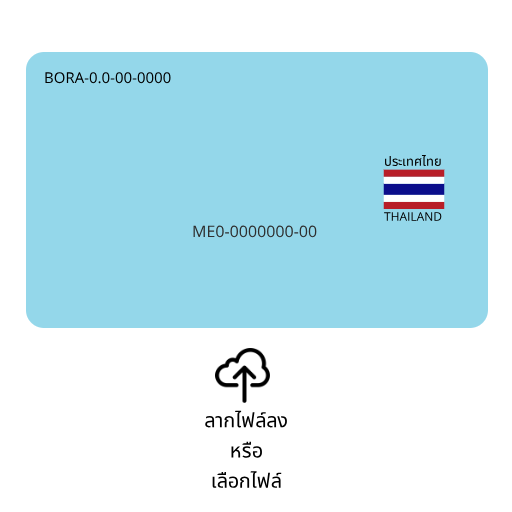 BORA-0.0-00-0000
ประเทศไทย
THAILAND
ME0-0000000-00
ลากไฟล์ลง
หรือ
เลือกไฟล์